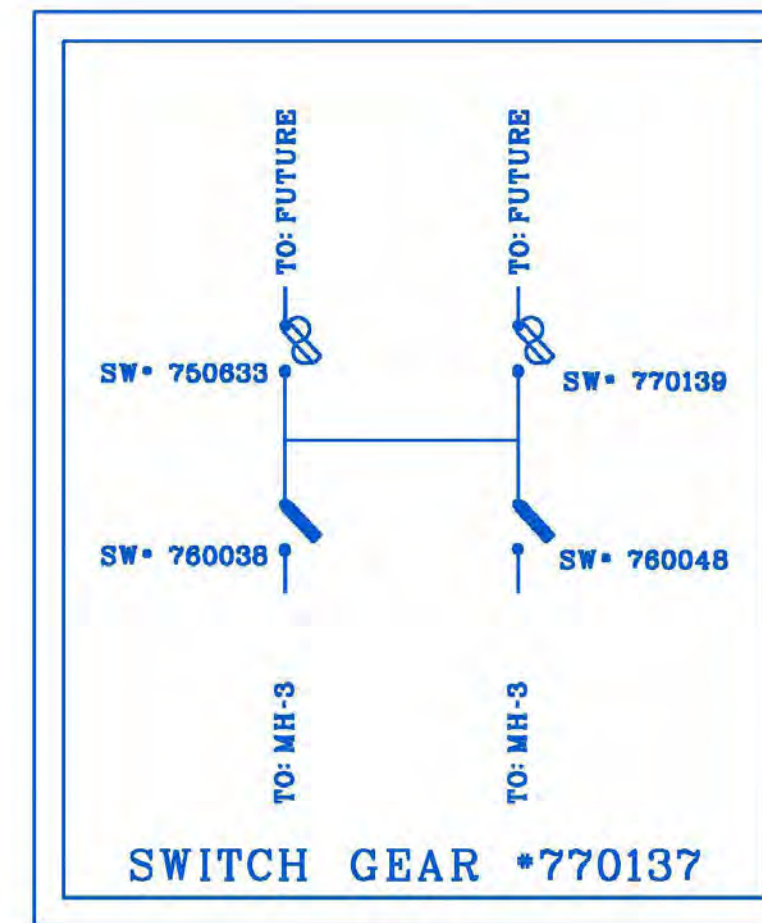 TO: FUTURE
TO: FUTURE
SW# 750633
SW# 770139
SW# 760038
SW# 760048
TO: MH-3
TO: MH-3
SWITCH GEAR #770137